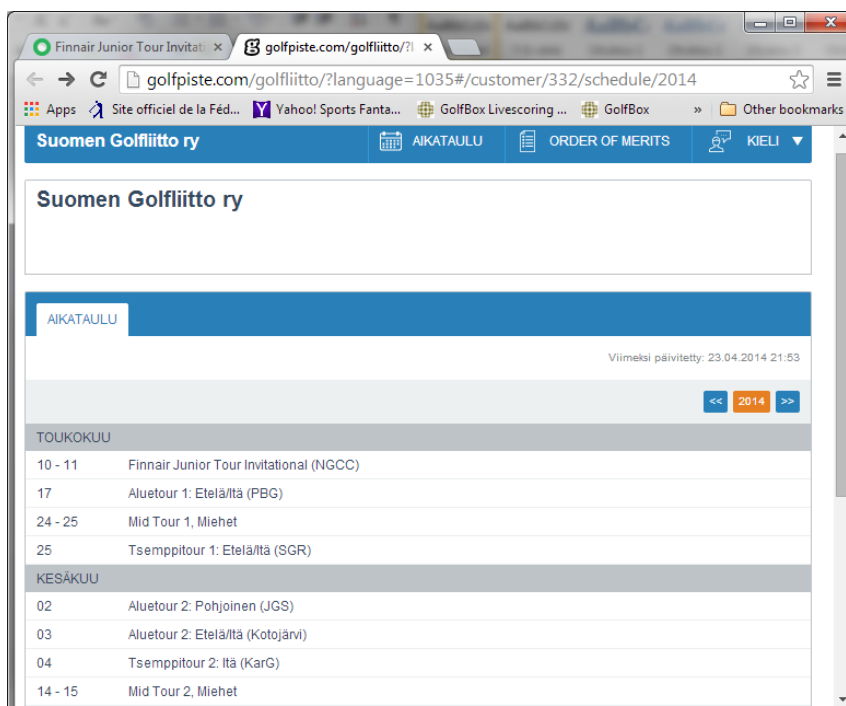 Finnair Junior Tour Invitati
golfpiste.com/golfliitto/?l
golfpiste.com/golfliitto/?language=1035#/customer/332/schedule/2014
Apps Site officiel de la Féd... Yahoo! Sports Fanta... GolfBox Livescoring ... GolfBox » Other bookmarks
Suomen Golfliitto ry AIKATAULU ORDER OF MERITS KIELI ▼
Suomen Golfliitto ry
AIKATAULU
Viimeksi päivitetty: 23.04.2014 21:53
<< 2014 >>
TOUKOKUU
10 - 11 Finnair Junior Tour Invitational (NGCC)
17 Aluetour 1: Etelä/Itä (PBG)
24 - 25 Mid Tour 1, Miehet
25 Tsemppitour 1: Etelä/Itä (SGR)
KESÄKUU
02 Aluetour 2: Pohjoinen (JGS)
03 Aluetour 2: Etelä/Itä (Kotojärvi)
04 Tsemppitour 2: Itä (KarG)
14 - 15 Mid Tour 2, Miehet